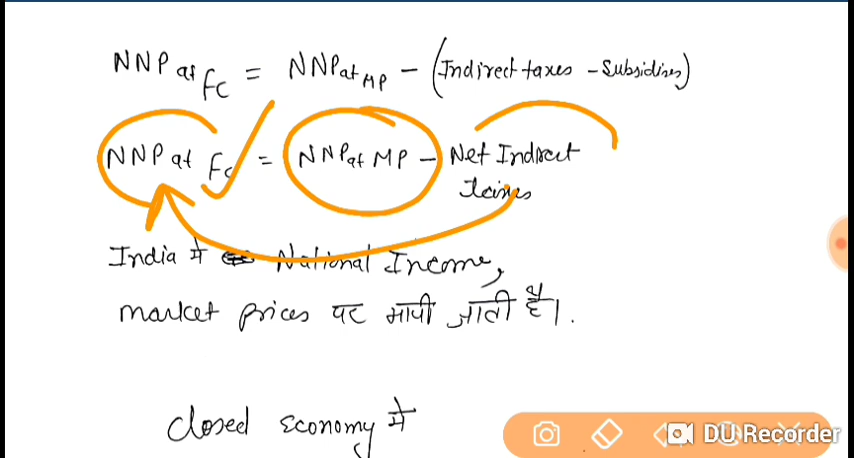 NNP at FC = NNP at MP - (Indirect taxes - Subsidies)
NNP at FC = NNP at MP - Net Indirect
Taxes
India में National Income,
market prices पर मापी जाती है।
closed economy में
DU Recorder